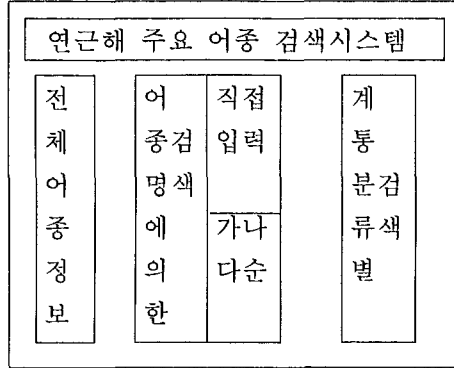 연근해 주요 어종 검색시스템
전체어종정보
어종명에의한
검색
직접
입력
가나
다순
계통분류별
검색